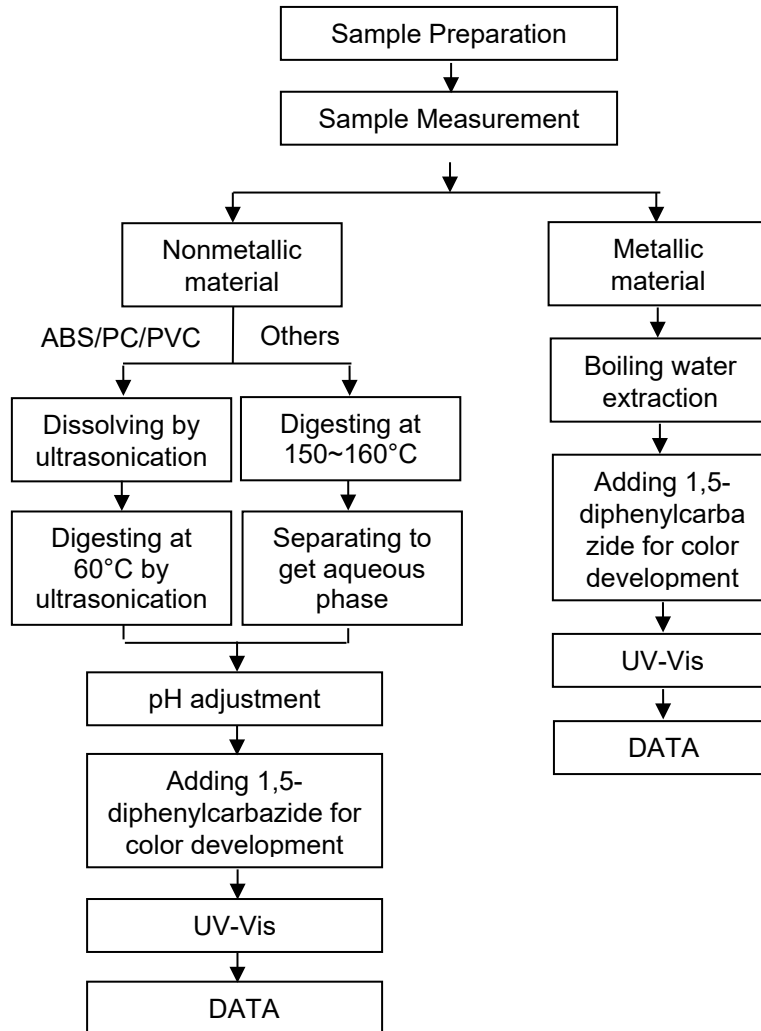 Sample Preparation
Sample Measurement
Nonmetallic
material
Metallic
material
ABS/PC/PVC
Others
Boiling water
extraction
Dissolving by
ultrasonication
Digesting at
150~160°C
Adding 1,5-
diphenylcarba
zide for color
development
Digesting at
60°C by
ultrasonication
Separating to
get aqueous
phase
UV-Vis
pH adjustment
DATA
Adding 1,5-
diphenylcarbazide for
color development
UV-Vis
DATA